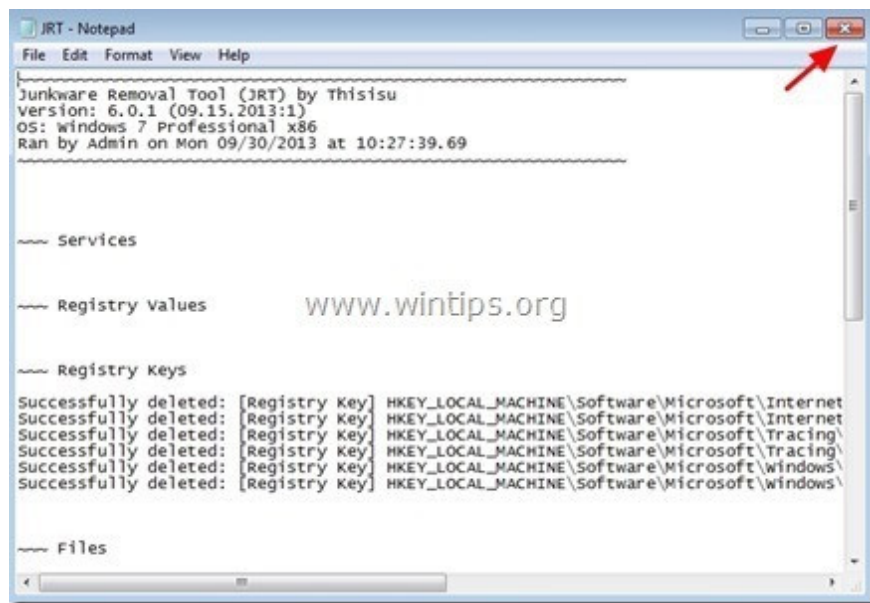 JRT - Notepad
File Edit Format View Help
Junkware Removal Tool (JRT) by Thisisu
Version: 6.0.1 (09.15.2013:1)
OS: Windows 7 Professional x86
Ran by Admin on Mon 09/30/2013 at 10:27:39.69
~~~ Services
~~~ Registry Values
www.wintips.org
~~~ Registry Keys
Successfully deleted: [Registry Key] HKEY_LOCAL_MACHINE\Software\Microsoft\Internet
Successfully deleted: [Registry Key] HKEY_LOCAL_MACHINE\Software\Microsoft\Internet
Successfully deleted: [Registry Key] HKEY_LOCAL_MACHINE\Software\Microsoft\Tracing\
Successfully deleted: [Registry Key] HKEY_LOCAL_MACHINE\Software\Microsoft\Tracing\
Successfully deleted: [Registry Key] HKEY_LOCAL_MACHINE\Software\Microsoft\Windows\
Successfully deleted: [Registry Key] HKEY_LOCAL_MACHINE\Software\Microsoft\Windows\
~~~ Files